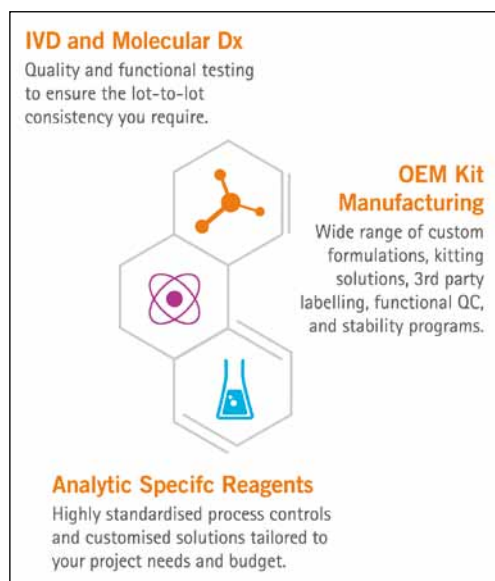 IVD and Molecular Dx
Quality and functional testing
to ensure the lot-to-lot
consistency you require.
OEM Kit
Manufacturing
Wide range of custom
formulations, kitting
solutions, 3rd party
labelling, functional QC,
and stability programs.
Analytic Specifc Reagents
Highly standardised process controls
and customised solutions tailored to
your project needs and budget.